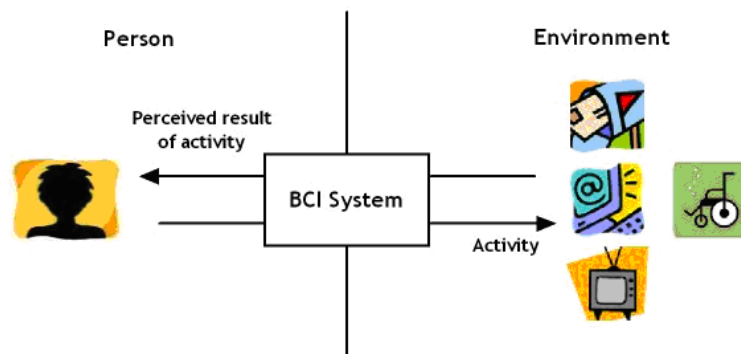 Person
Environment
Perceived result
of activity
BCI System
@
Activity